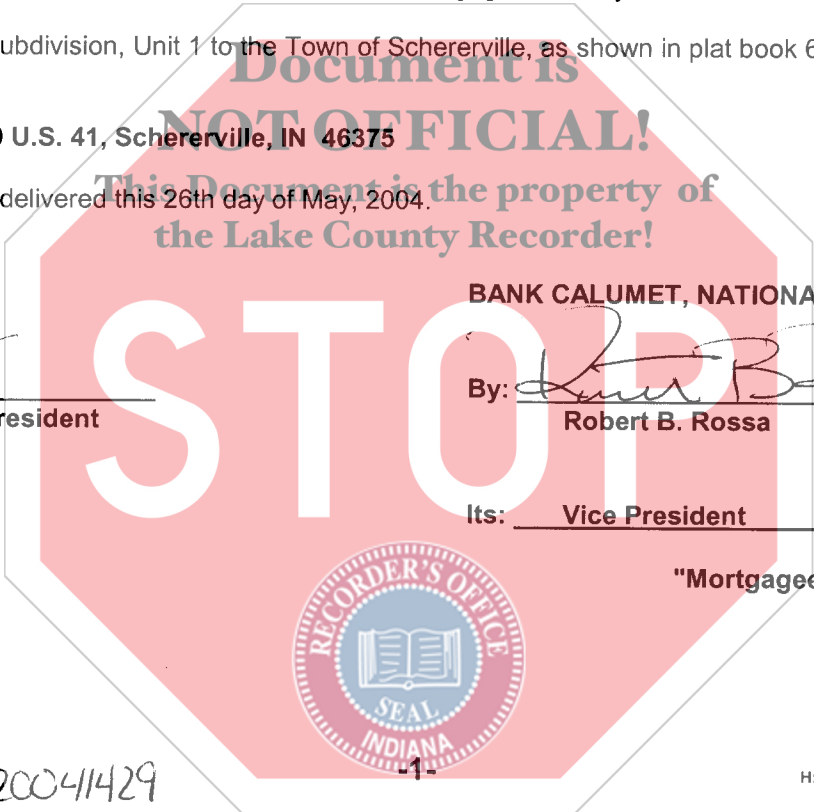 ubdivision, Unit 1 to the Town of Schererville, as shown in plat book 6
Document is
NOT OFFICIAL!
U.S. 41, Schererville, IN 46375
This Document is the property of
the Lake County Recorder!
delivered this 26th day of May, 2004.
STOP
BANK CALUMET, NATIONA
By:
resident
Robert B. Rossa
Its: Vice President
"Mortgagee
RECORDER'S OFFICE
SEAL
INDIANA
-1-
20041429
H: